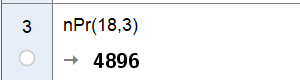 3
nPr(18,3)
→ 4896